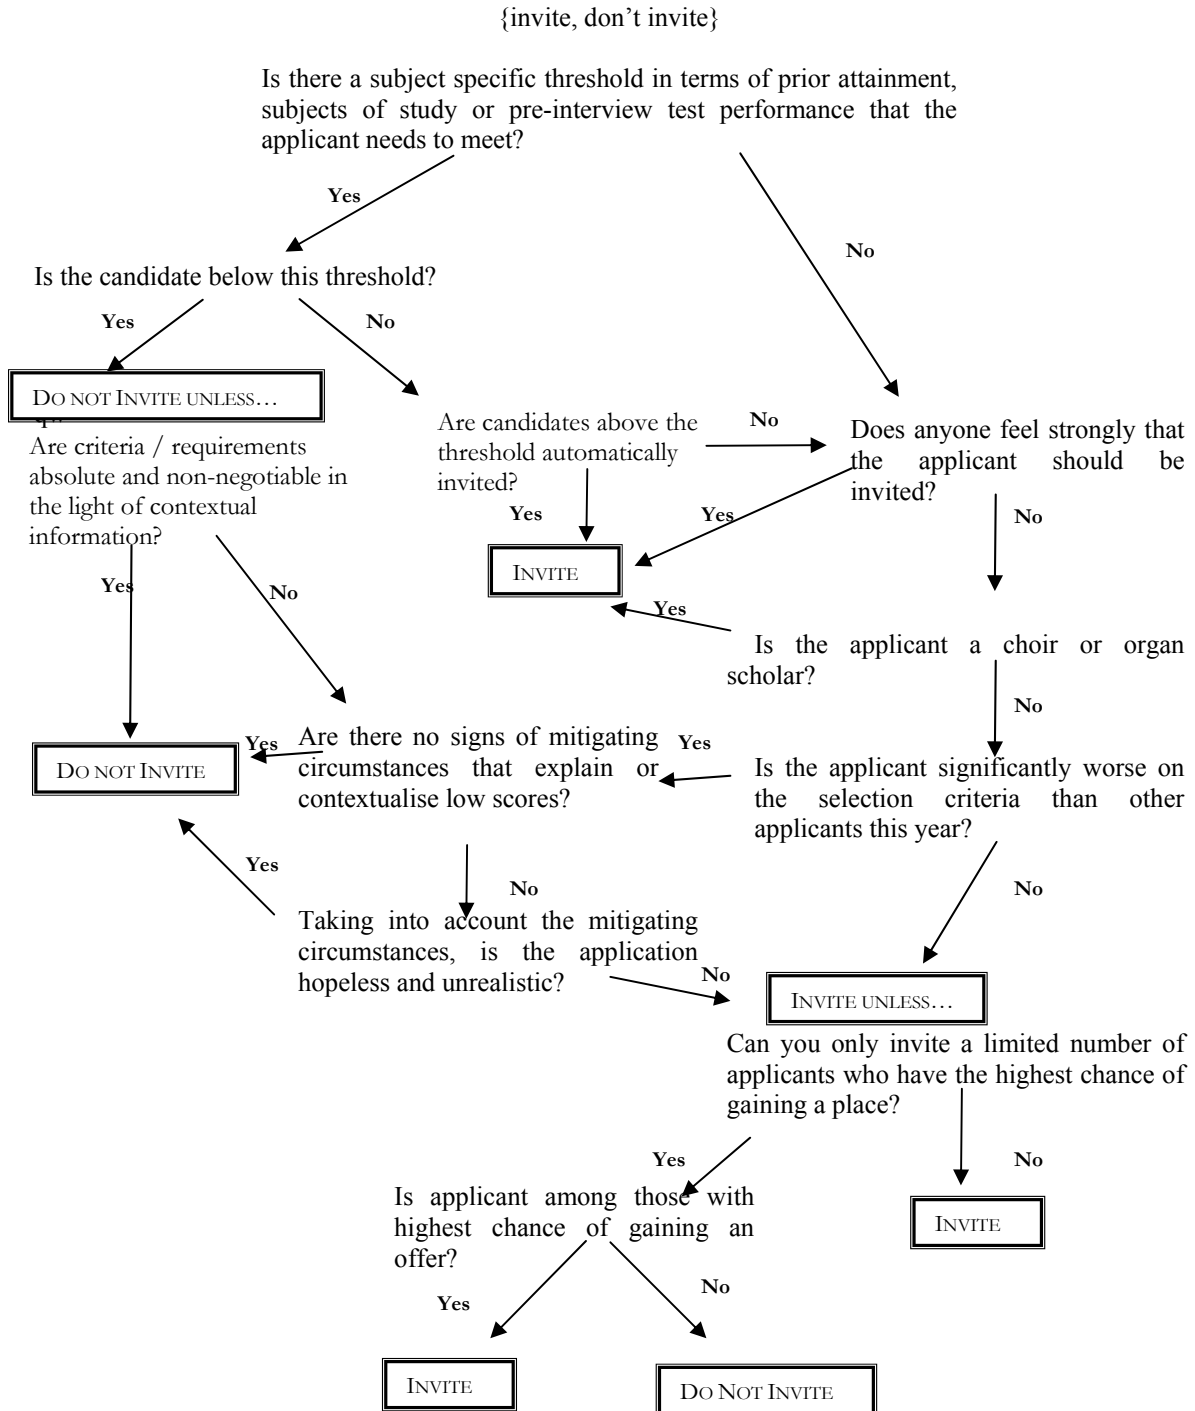 {invite, don't invite}
Is there a subject specific threshold in terms of prior attainment,
subjects of study or pre-interview test performance that the
applicant needs to meet?
Yes
No
Is the candidate below this threshold?
Yes
No
DO NOT INVITE UNLESS…
Are criteria / requirements
absolute and non-negotiable in
the light of contextual
information?
Are candidates above the
threshold automatically
invited?
No
Does anyone feel strongly that
the applicant should be
invited?
Yes
Yes
No
INVITE
Yes
No
Yes
Is the applicant a choir or organ
scholar?
No
DO NOT INVITE
Yes
Are there no signs of mitigating
circumstances that explain or
contextualise low scores?
Yes
Is the applicant significantly worse on
the selection criteria than other
applicants this year?
Yes
No
No
Taking into account the mitigating
circumstances, is the application
hopeless and unrealistic?
No
INVITE UNLESS…
Can you only invite a limited number of
applicants who have the highest chance of
gaining a place?
Yes
No
Is applicant among those with
highest chance of gaining an
offer?
INVITE
Yes
No
INVITE
DO NOT INVITE